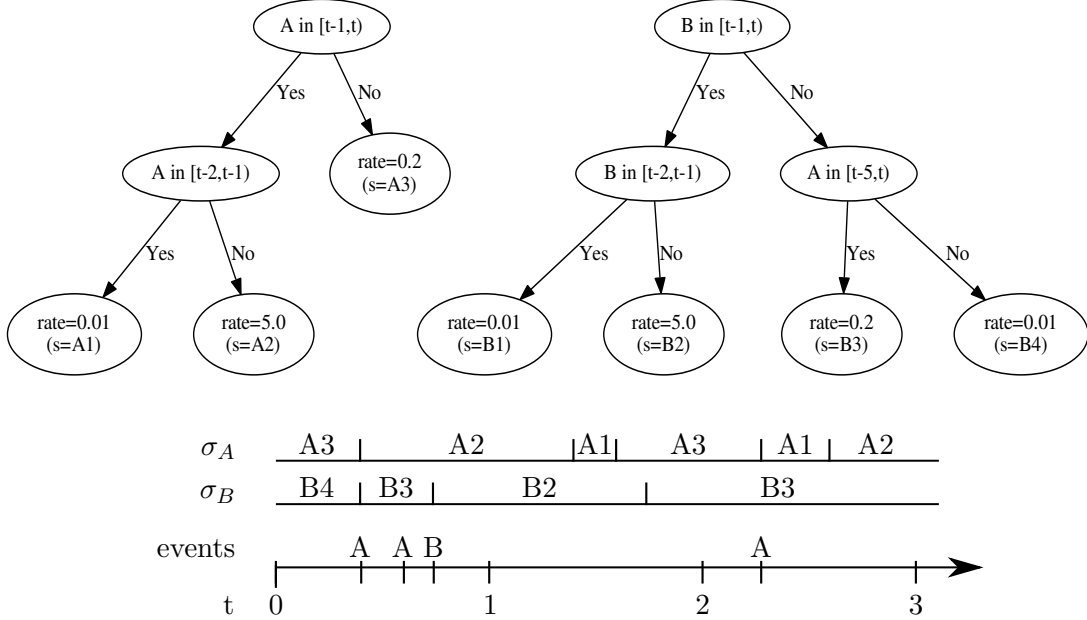 A in [t-1,t)
B in [t-1,t)
Yes
No
Yes
No
A in [t-2,t-1)
rate=0.2
(s=A3)
B in [t-2,t-1)
A in [t-5,t)
Yes
No
Yes
No
Yes
No
rate=0.01
(s=A1)
rate=5.0
(s=A2)
rate=0.01
(s=B1)
rate=5.0
(s=B2)
rate=0.2
(s=B3)
rate=0.01
(s=B4)
σA A3 A2 A1 A3 A1 A2
σB B4 B3 B2 B3
events A A B A
t 0 1 2 3